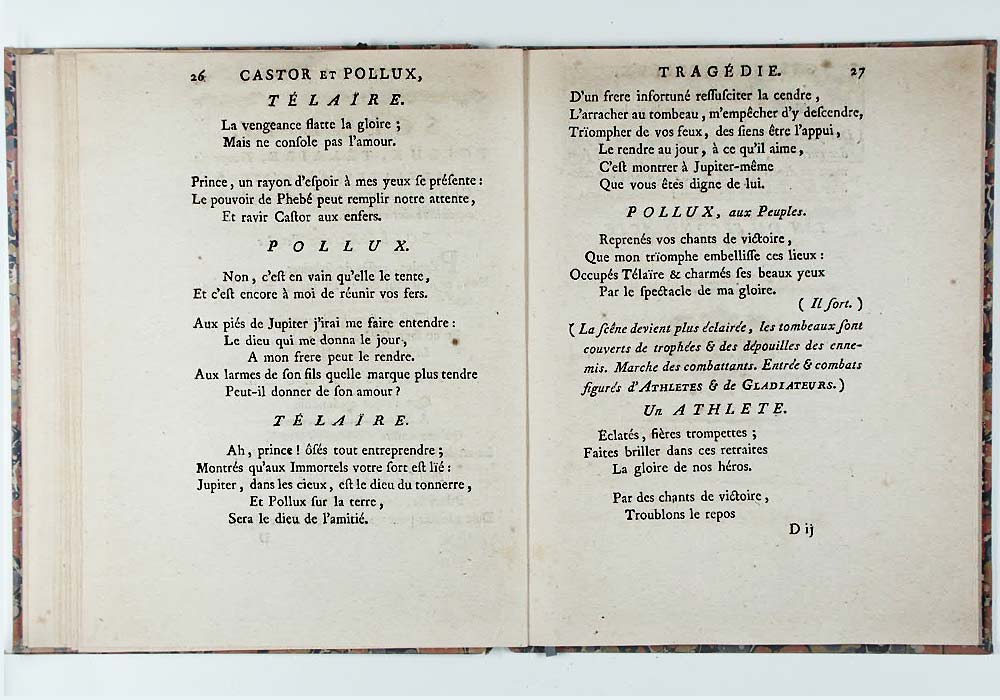 26 CASTOR ET POLLUX,
TÉLAÏRE.
La vengeance flatte la gloire ;
Mais ne conſole pas l'amour.
Prince, un rayon d'eſpoir à mes yeux ſe préſente :
Le pouvoir de Phebé peut remplir notre attente,
Et ravir Caſtor aux enfers.
POLLUX.
Non, c'eſt en vain qu'elle le tente,
Et c'eſt encore à moi de réunir vos fers.
Aux piés de Jupiter j'irai me faire entendre :
Le dieu qui me donna le jour,
A mon frere peut le rendre.
Aux larmes de ſon fils quelle marque plus tendre
Peut-il donner de ſon amour ?
TÉLAÏRE.
Ah, prince ! ôſés tout entreprendre ;
Montrés qu'aux Immortels votre ſort eſt lïé :
Jupiter, dans les cieux, eſt le dieu du tonnerre,
Et Pollux ſur la terre,
Sera le dieu de l'amitié.
TRAGÉDIE. 27
D'un frere infortuné reſſuſciter la cendre,
L'arracher au tombeau, m'empêcher d'y deſcendre,
Trïompher de vos feux, des ſiens être l'appui,
Le rendre au jour, à ce qu'il aime,
C'eſt montrer à Jupiter-même
Que vous êtes digne de lui.
POLLUX, aux Peuples.
Reprenés vos chants de victoire,
Que mon trïomphe embelliſſe ces lieux :
Occupés Télaïre & charmés ſes beaux yeux
Par le ſpectacle de ma gloire.
( Il ſort. )
( La ſcêne devient plus éclairée, les tombeaux ſont
couverts de trophées & des dépouilles des enne-
mis. Marche des combattants. Entrée & combats
figurés d'ATHLETES & de GLADIATEURS. )
Un ATHLETE.
Eclatés, fières trompettes ;
Faites briller dans ces retraites
La gloire de nos héros.
Par des chants de victoire,
Troublons le repos
D ij